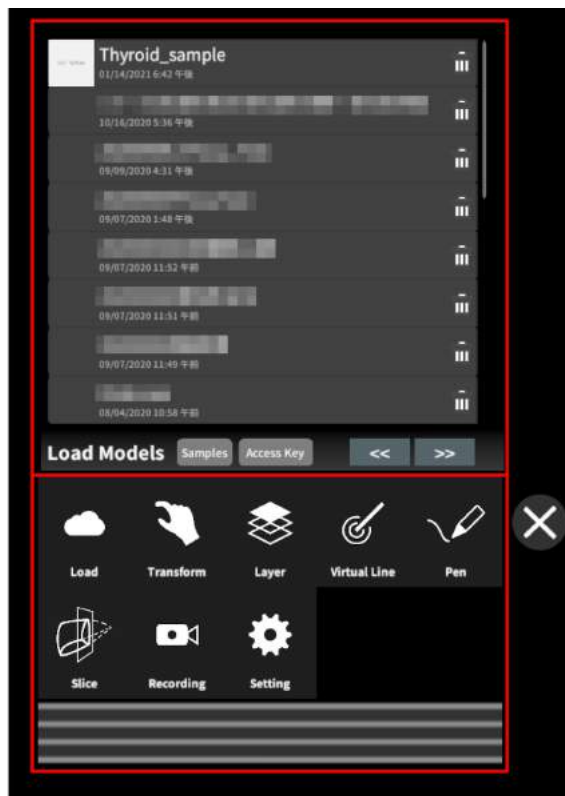 Thyroid_sample
01/14/2021 6:42 午後
10/16/2020 5:36 午後
09/09/2020 4:31 午後
09/07/2020 1:48 午後
09/07/2020 11:52 午前
09/07/2020 11:51 午前
09/07/2020 11:49 午前
08/04/2020 10:58 午前
Load Models Samples Access Key << >>
Load Transform Layer Virtual Line Pen
Slice Recording Setting